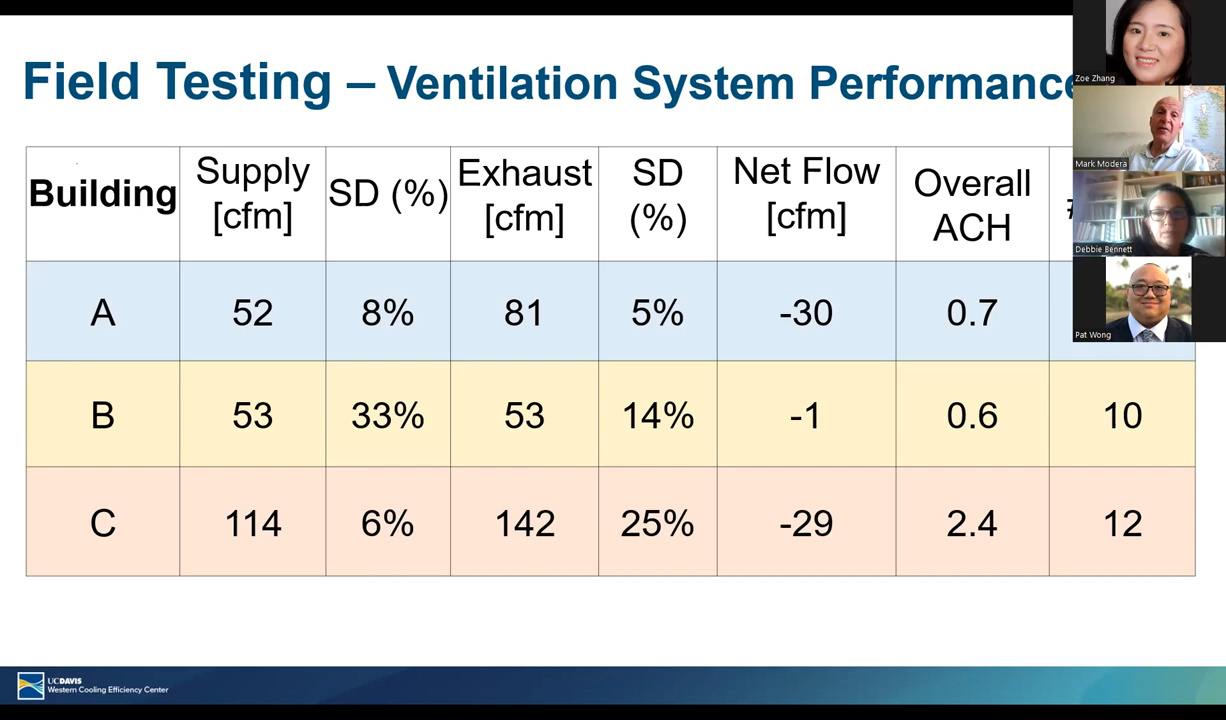 Field Testing – Ventilation System Performance
Building Supply [cfm] SD (%) Exhaust [cfm] SD (%) Net Flow [cfm] Overall ACH
A 52 8% 81 5% -30 0.7
B 53 33% 53 14% -1 0.6 10
C 114 6% 142 25% -29 2.4 12
Zoe Zhang
Mark Modera
Debbie Bennett
Pat Wong
UCDAVIS
Western Cooling Efficiency Center